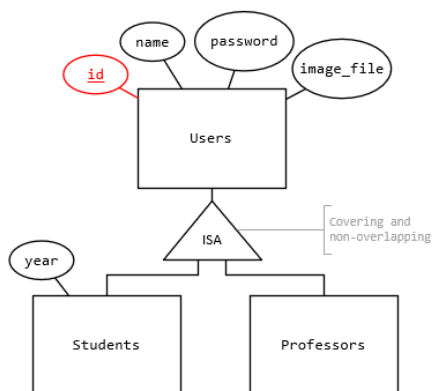 name
password
id
image_file
Users
ISA
Covering and
non-overlapping
year
Students
Professors